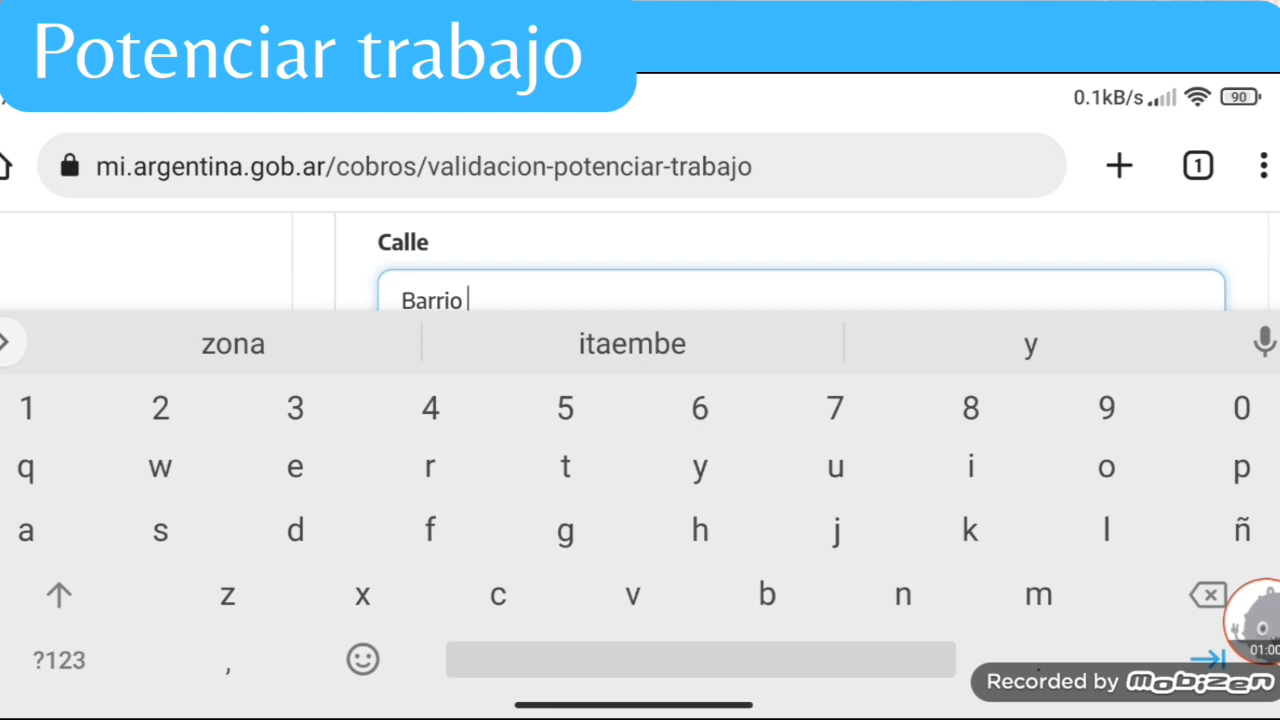 Potenciar trabajo
0.1kB/s 90
mi.argentina.gob.ar/cobros/validacion-potenciar-trabajo 1
Calle
Barrio
zona itaembe y
1 2 3 4 5 6 7 8 9 0
q w e r t y u i o p
a s d f g h j k l ñ
z x c v b n m
?123 , .
01:00
Recorded by mobizen